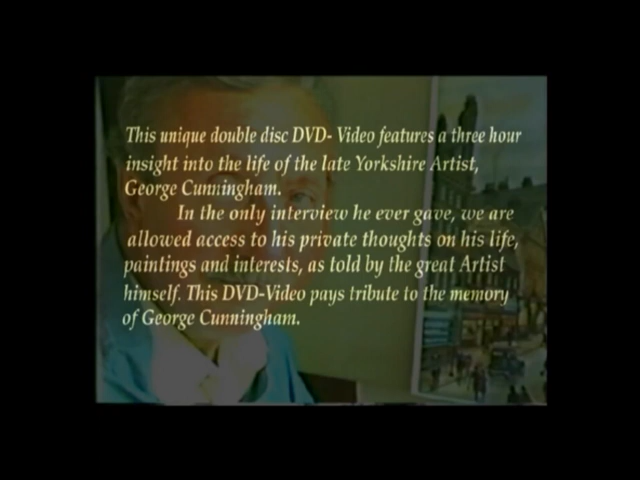 This unique double disc DVD- Video features a three hour
insight into the life of the late Yorkshire Artist,
George Cunningham.
In the only interview he ever gave, we are
allowed access to his private thoughts on his life,
paintings and interests, as told by the great Artist
himself. This DVD-Video pays tribute to the memory
of George Cunningham.